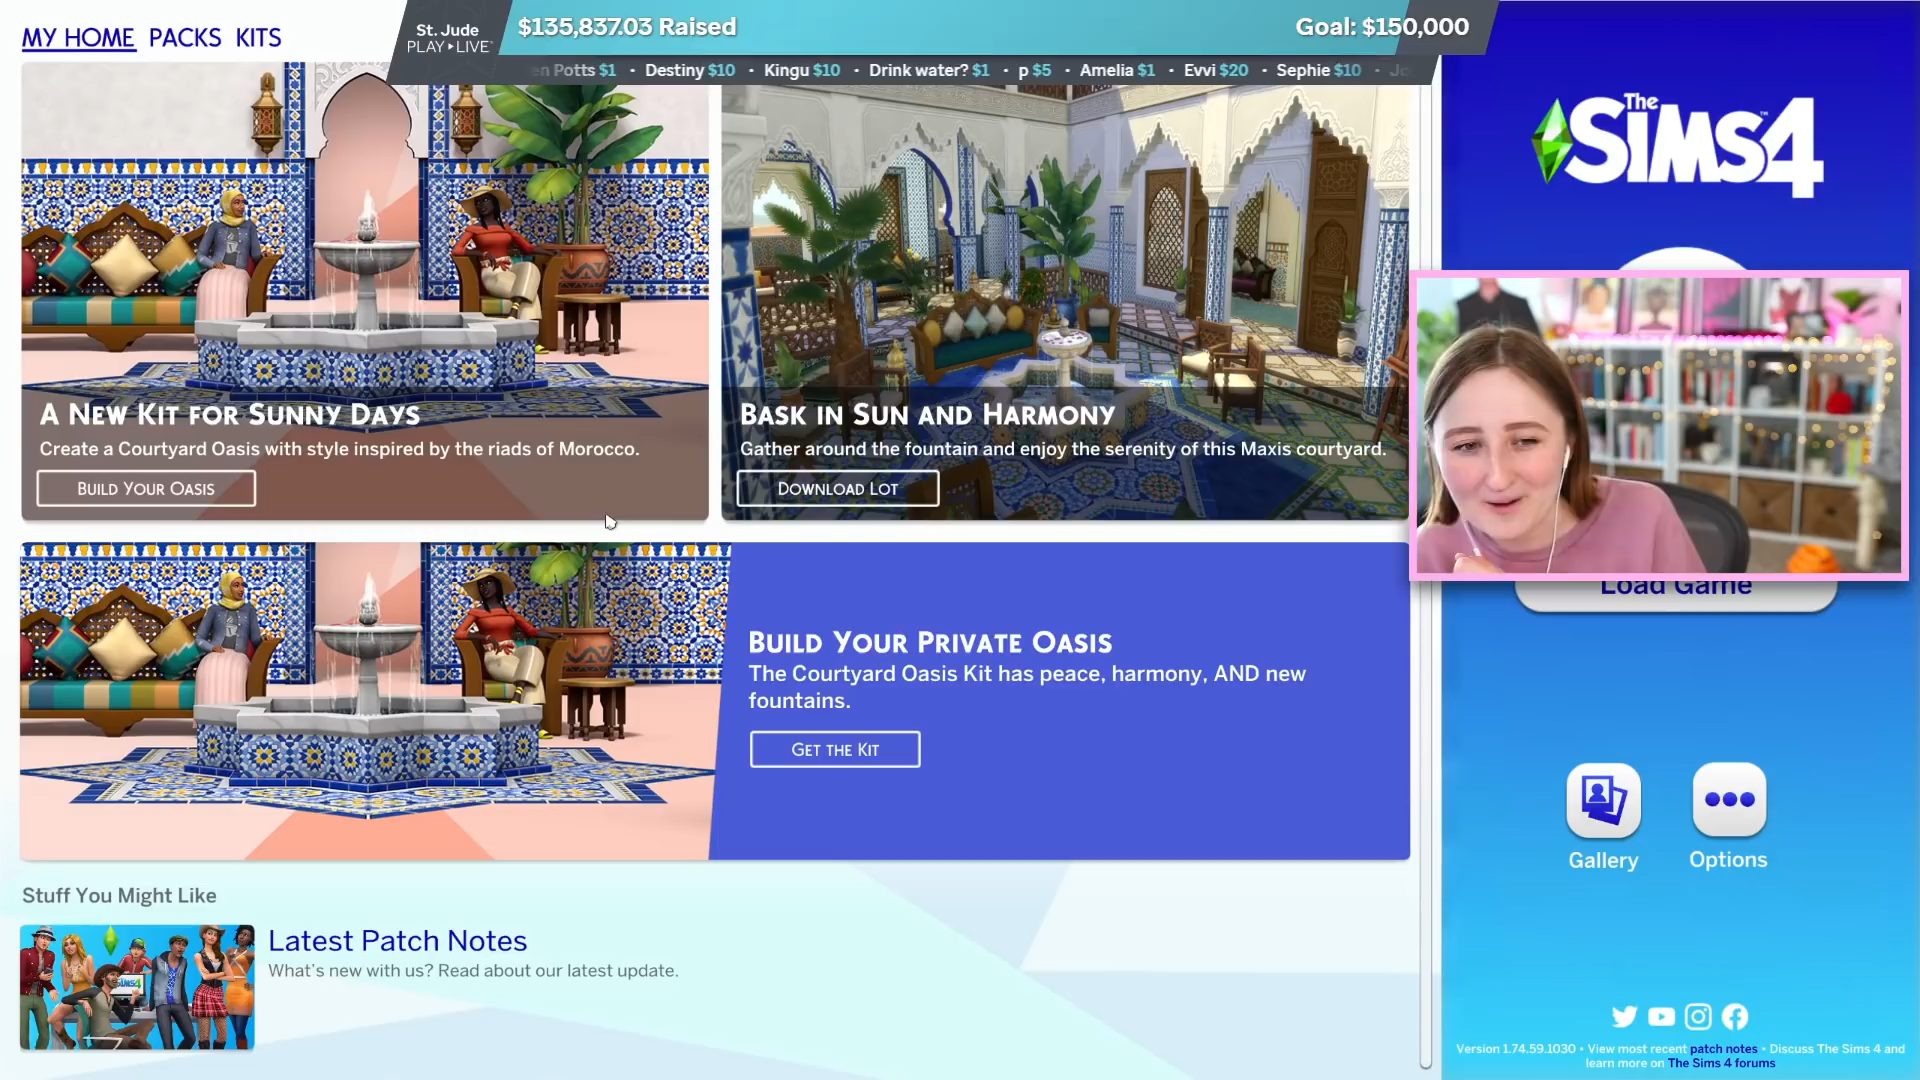 MY HOME PACKS KITS
St. Jude
PLAY LIVE
$135,837.03 Raised
Goal: $150,000
en Potts $1 • Destiny $10 • Kingu $10 • Drink water? $1 • p $5 • Amelia $1 • Evvi $20 • Sephie $10 •
The Sims 4
A New Kit for Sunny Days
Create a Courtyard Oasis with style inspired by the riads of Morocco.
Build Your Oasis
Bask in Sun and Harmony
Gather around the fountain and enjoy the serenity of this Maxis courtyard.
Download Lot
Load Game
Build Your Private Oasis
The Courtyard Oasis Kit has peace, harmony, AND new
fountains.
Get the Kit
Gallery
Options
Stuff You Might Like
Latest Patch Notes
What's new with us? Read about our latest update.
Version 1.74.59.1030 • View most recent patch notes • Discuss The Sims 4 and
learn more on The Sims 4 forums